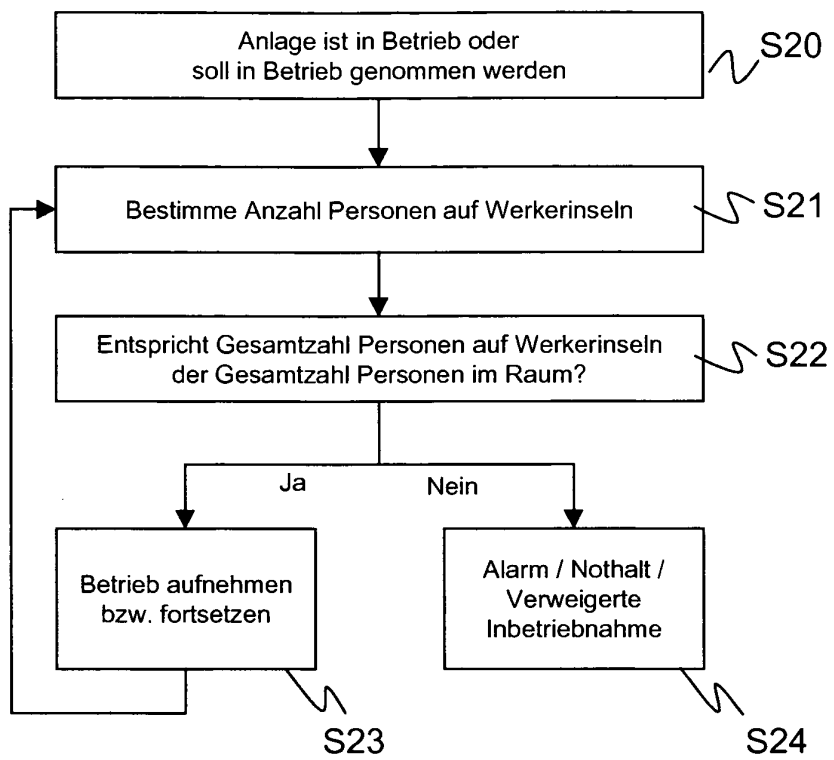 Anlage ist in Betrieb oder
soll in Betrieb genommen werden
S20
Bestimme Anzahl Personen auf Werkerinseln
S21
Entspricht Gesamtzahl Personen auf Werkerinseln
der Gesamtzahl Personen im Raum?
S22
Ja
Nein
Betrieb aufnehmen
bzw. fortsetzen
S23
Alarm / Nothalt /
Verweigerte
Inbetriebnahme
S24